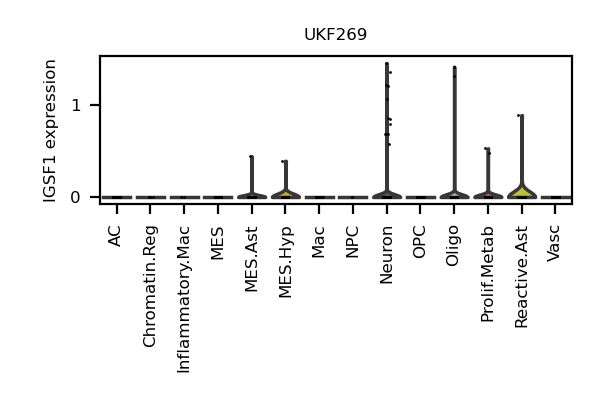 UKF269
IGSF1 expression
1
0
AC
Chromatin.Reg
Inflammatory.Mac
MES
MES.Ast
MES.Hyp
Mac
NPC
Neuron
OPC
Oligo
Prolif.Metab
Reactive.Ast
Vasc